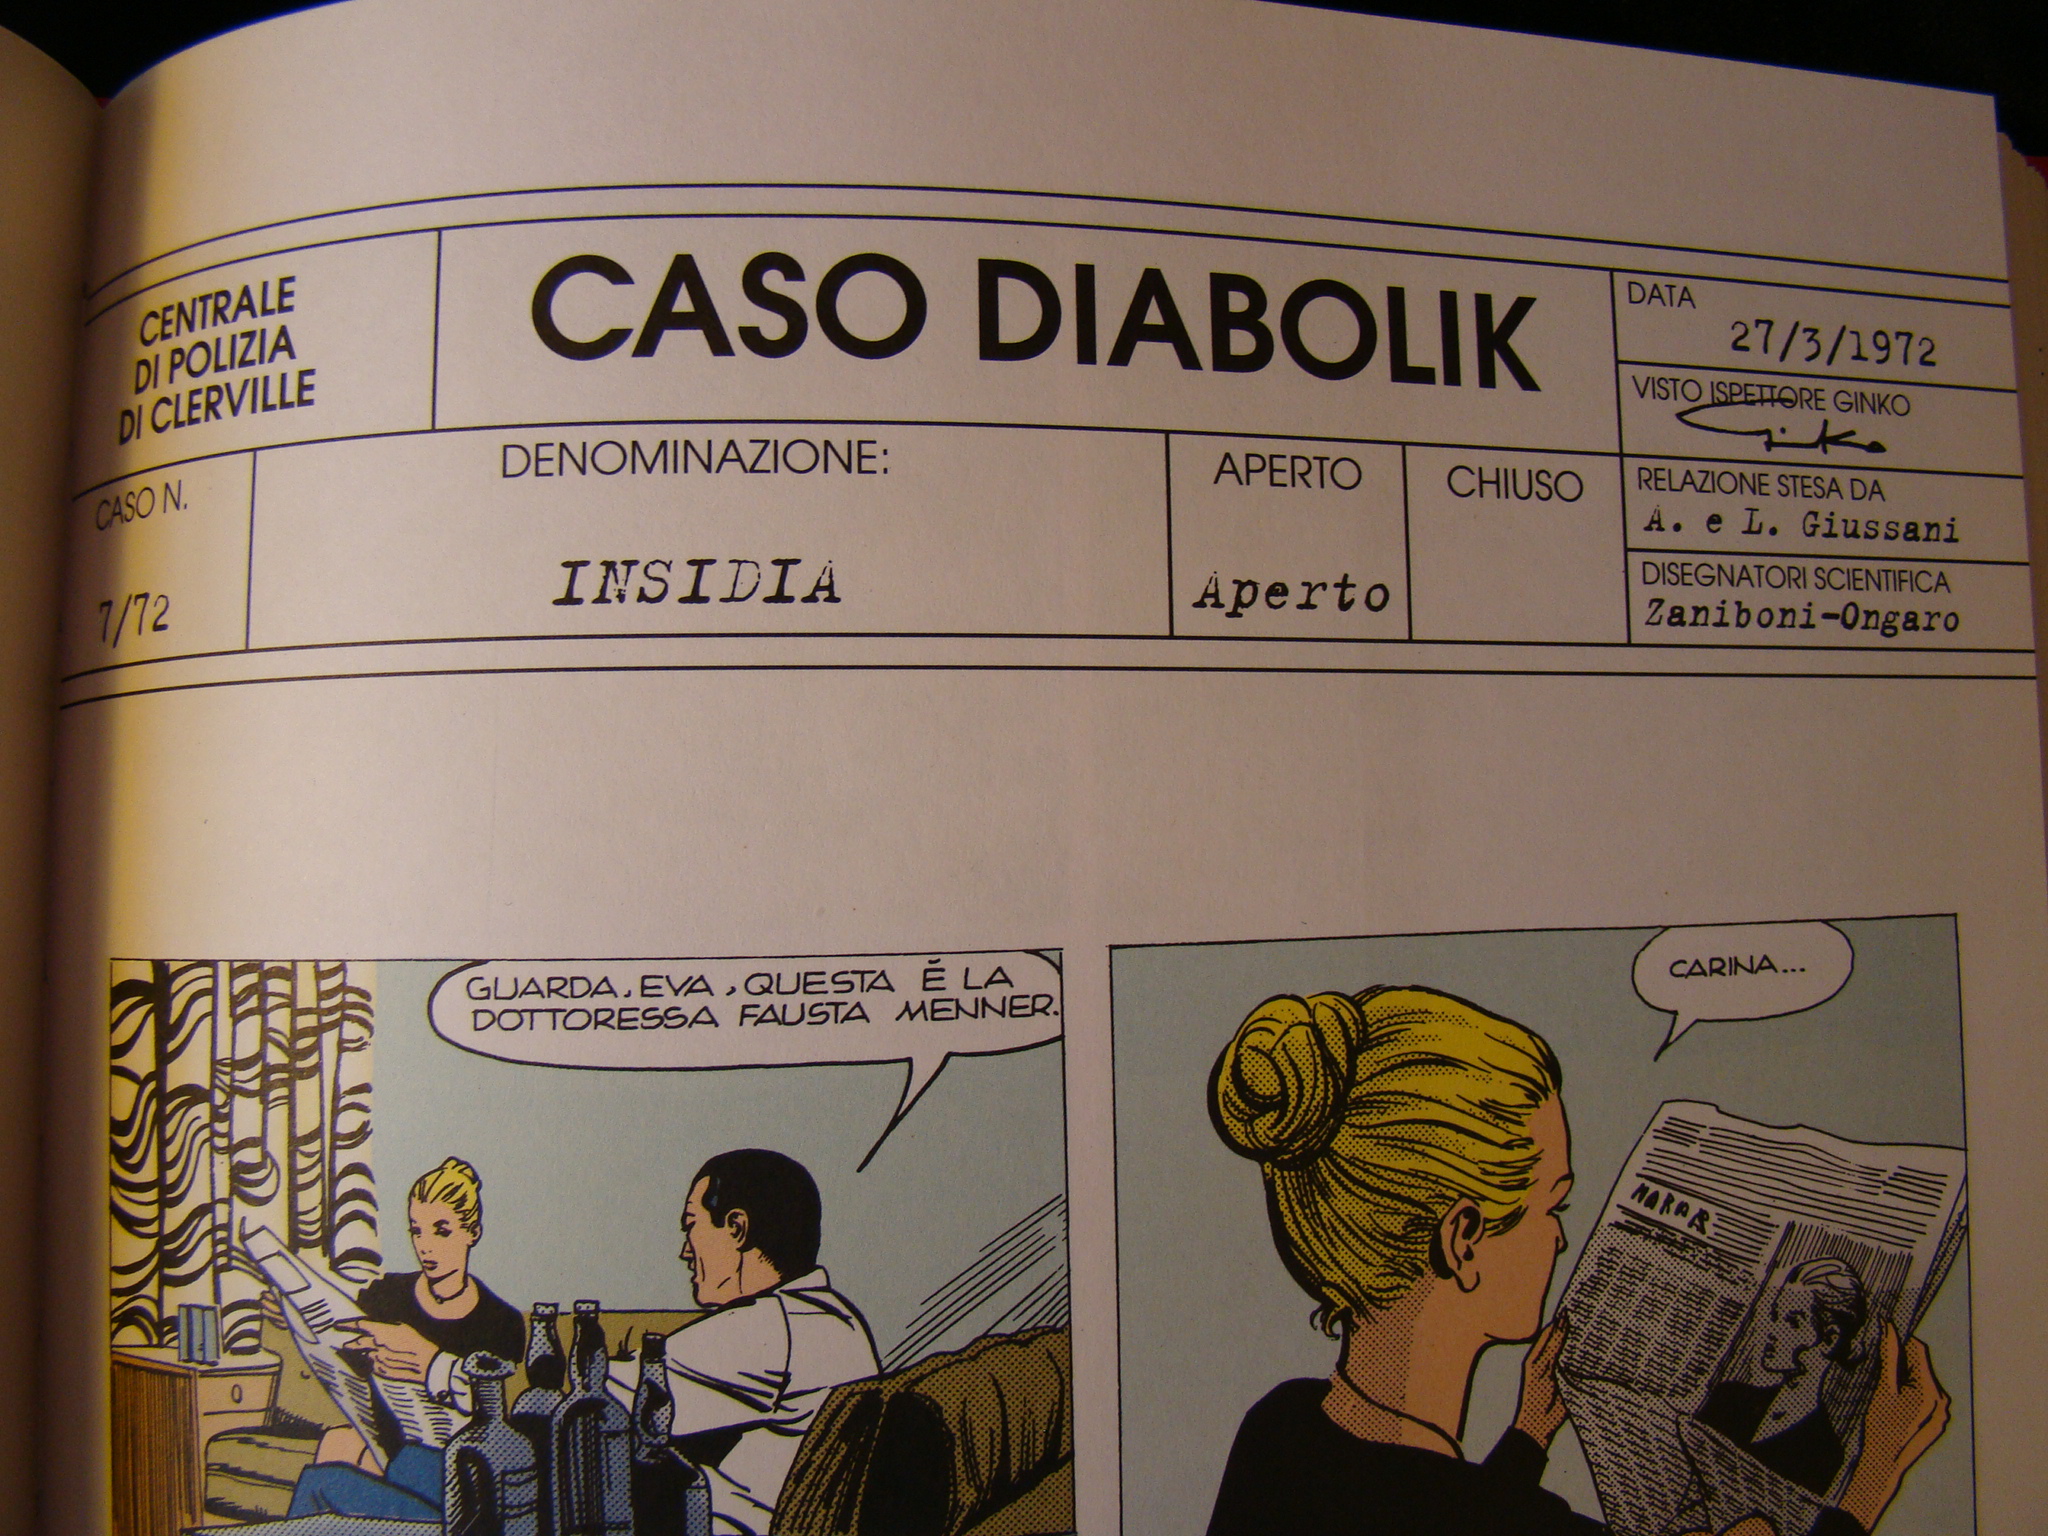 CENTRALE
DI POLIZIA
DI CLERVILLE
CASO DIABOLIK
DATA
27/3/1972
VISTO ISPETTORE GINKO
Ginko
CASO N.
7/72
DENOMINAZIONE:
INSIDIA
APERTO
Aperto
CHIUSO
RELAZIONE STESA DA
A. e L. Giussani
DISEGNATORI SCIENTIFICA
Zaniboni-Ongaro
GUARDA, EVA, QUESTA È LA
DOTTORESSA FAUSTA MENNER.
CARINA...